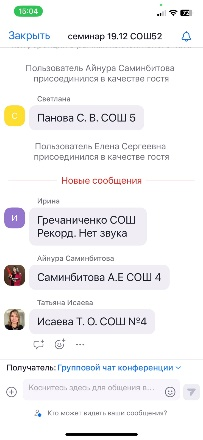 15:04
Закрыть
семинар 19.12 СОШ52
Пользователь Айнура Саминбитова
присоединился в качестве гостя
Светлана
С
Панова С. В. СОШ 5
Пользователь Елена Сергеевна
присоединился в качестве гостя
Новые сообщения
Ирина
И
Гречаниченко СОШ
Рекорд. Нет звука
Айнура Саминбитова
Саминбитова А.Е СОШ 4
Татьяна Исаева
Исаева Т. О. СОШ №4
Получатель: Групповой чат конференции
Коснитесь здесь для общения в...
Кто может видеть ваши сообщения?